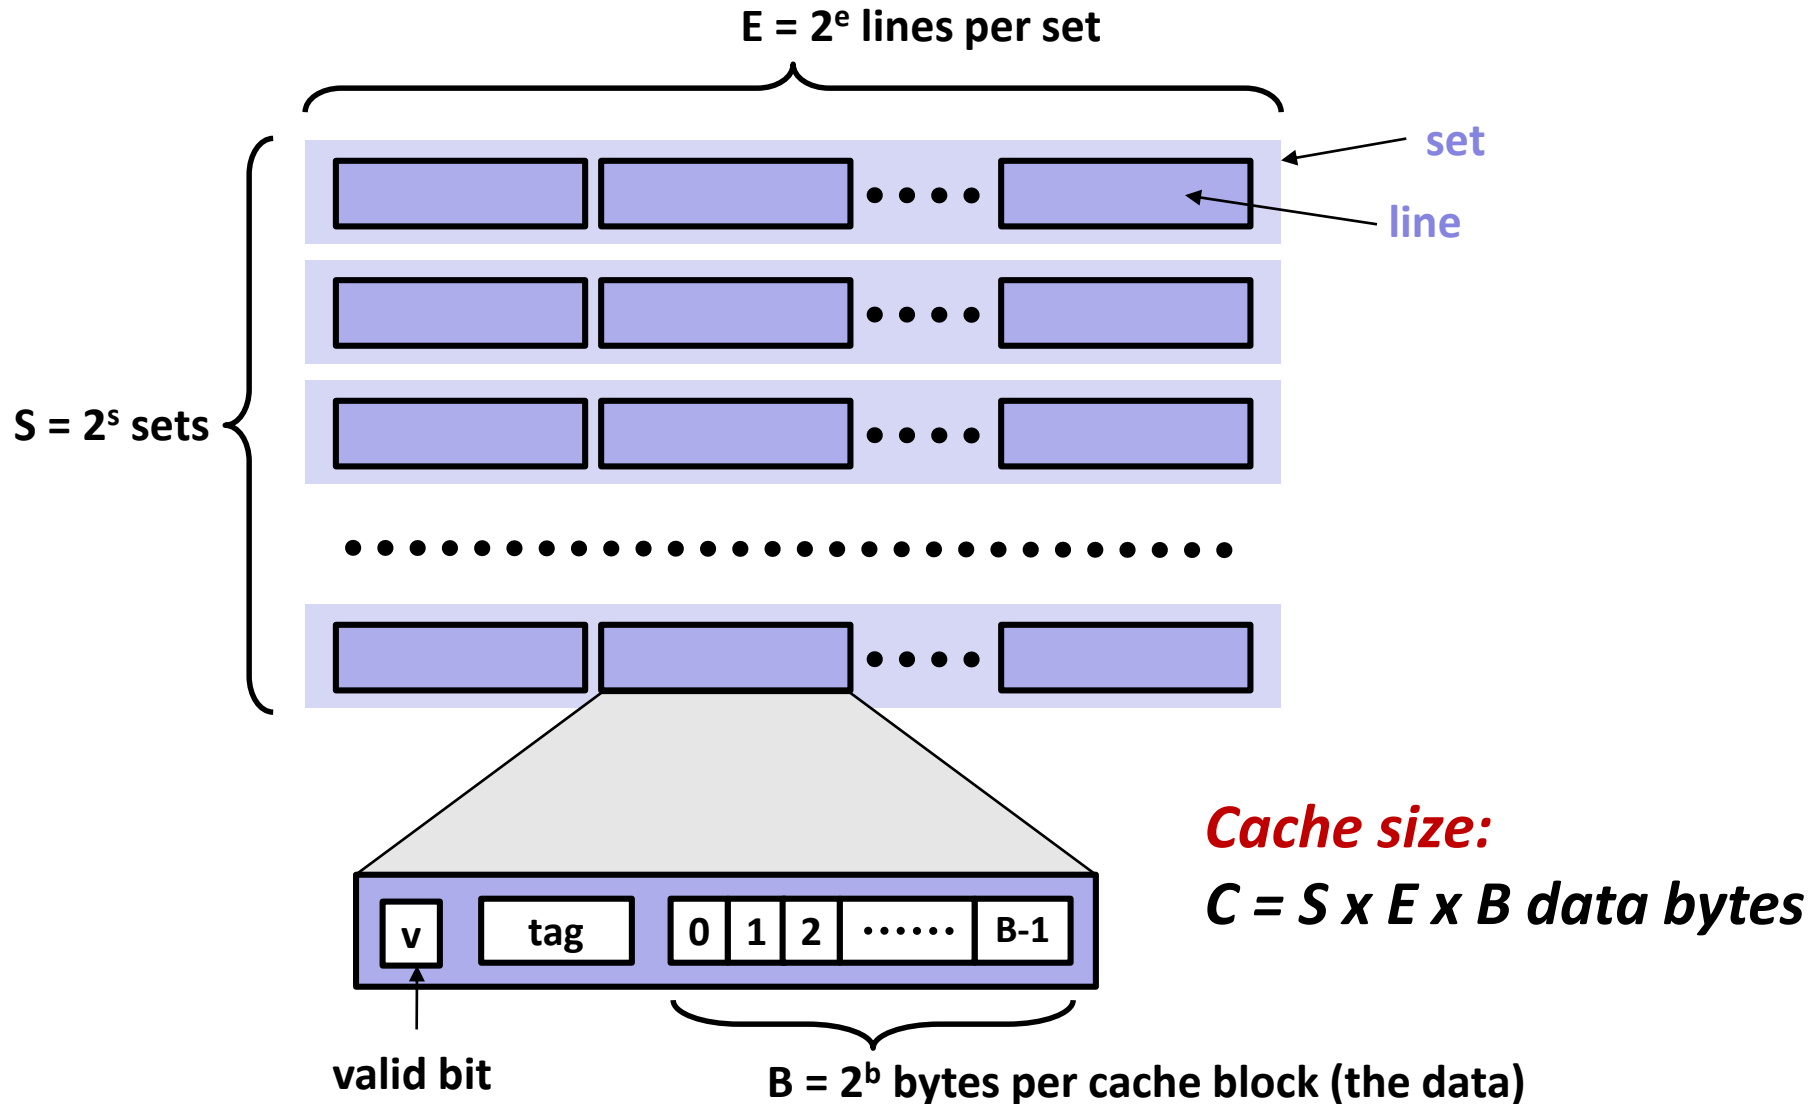 E = 2ᵉ lines per set
set
line
S = 2ˢ sets
Cache size:
C = S x E x B data bytes
v
tag
0 1 2 •••••• B-1
valid bit
B = 2ᵇ bytes per cache block (the data)